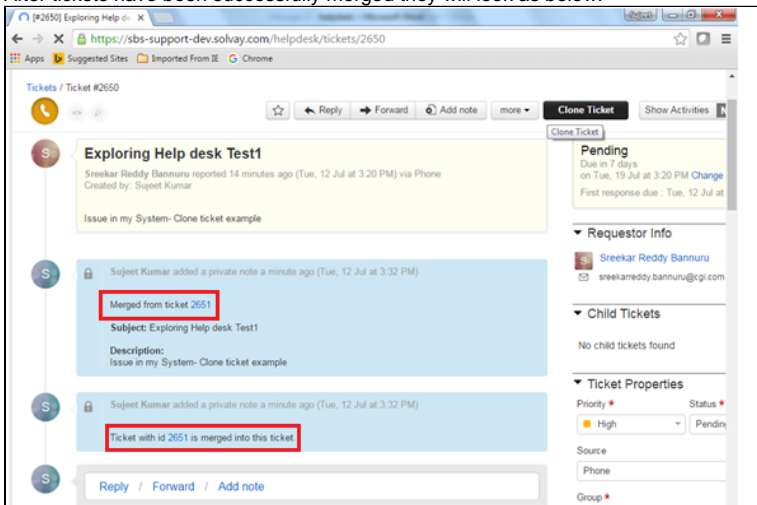 After tickets have been successfully merged they will look as below:
[#2650] Exploring Help de
https://sbs-support-dev.solvay.com/helpdesk/tickets/2650
Apps Suggested Sites Imported From IE Chrome
Tickets / Ticket #2650
Reply Forward Add note more Clone Ticket Show Activities
Clone Ticket
S
Exploring Help desk Test1
Sreekar Reddy Bannuru reported 14 minutes ago (Tue, 12 Jul at 3:20 PM) via Phone
Created by: Sujeet Kumar
Issue in my System- Clone ticket example
Pending
Due in 7 days
on Tue, 19 Jul at 3:20 PM Change
First response due : Tue, 12 Jul at
Requestor Info
S
Sreekar Reddy Bannuru
sreekarreddy.bannuru@cgi.com
S
Sujeet Kumar added a private note a minute ago (Tue, 12 Jul at 3:32 PM)
Merged from ticket 2651
Subject: Exploring Help desk Test1
Description:
Issue in my System- Clone ticket example
Child Tickets
No child tickets found
S
Sujeet Kumar added a private note a minute ago (Tue, 12 Jul at 3:32 PM)
Ticket with id 2651 is merged into this ticket.
Ticket Properties
Priority * Status *
High Pending
Source
Phone
Group *
S
Reply / Forward / Add note